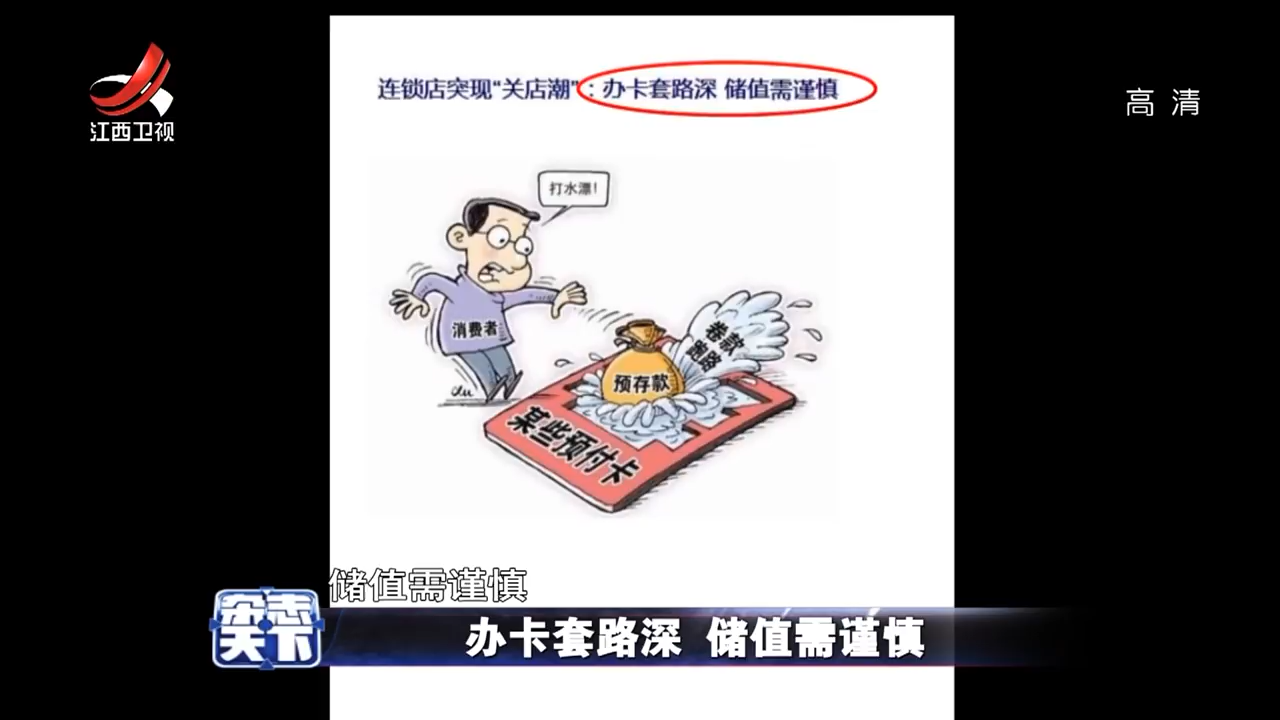 江西卫视
高清
连锁店突现“关店潮”：办卡套路深 储值需谨慎
打水漂！
消费者
卷款
跑路
预存款
某些预付卡
储值需谨慎
杂志
天下
办卡套路深 储值需谨慎